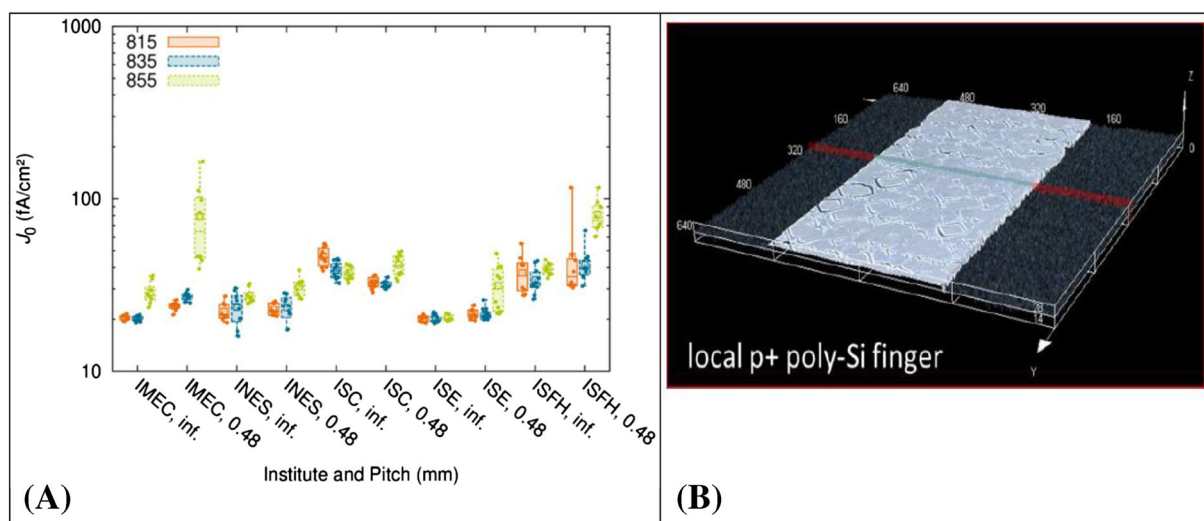 1000
815
835
855
100
10
J₀ (fA/cm²)
IMEC, inf.
IMEC, 0.48
INES, inf.
INES, 0.48
ISC, inf.
ISC, 0.48
ISE, inf.
ISE, 0.48
ISFH, inf.
ISFH, 0.48
Institute and Pitch (mm)
(A)
640
480
320
160
160
320
480
640
Z
0
14
Y
local p+ poly-Si finger
(B)